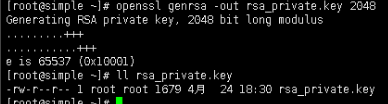 [root@simple ~]# openssl genrsa -out rsa_private.key 2048
Generating RSA private key, 2048 bit long modulus
.........+++
...........+++
e is 65537 (0x10001)
[root@simple ~]# ll rsa_private.key
-rw-r--r-- 1 root root 1679 4月  24 18:30 rsa_private.key
[root@simple ~]#